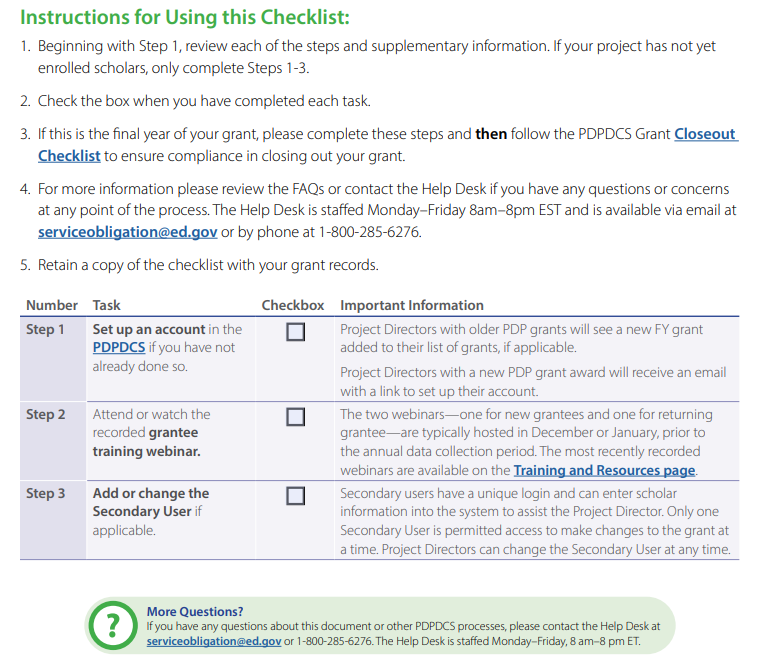 Instructions for Using this Checklist:
1. Beginning with Step 1, review each of the steps and supplementary information. If your project has not yet
enrolled scholars, only complete Steps 1-3.
2. Check the box when you have completed each task.
3. If this is the final year of your grant, please complete these steps and then follow the PDPDCS Grant Closeout
Checklist to ensure compliance in closing out your grant.
4. For more information please review the FAQs or contact the Help Desk if you have any questions or concerns
at any point of the process. The Help Desk is staffed Monday–Friday 8am–8pm EST and is available via email at
serviceobligation@ed.gov or by phone at 1-800-285-6276.
5. Retain a copy of the checklist with your grant records.
Number Task Checkbox Important Information
Step 1
Set up an account in the
PDPDCS if you have not
already done so.
Project Directors with older PDP grants will see a new FY grant
added to their list of grants, if applicable.
Project Directors with a new PDP grant award will receive an email
with a link to set up their account.
Step 2
Attend or watch the
recorded grantee
training webinar.
The two webinars—one for new grantees and one for returning
grantee—are typically hosted in December or January, prior to
the annual data collection period. The most recently recorded
webinars are available on the Training and Resources page.
Step 3
Add or change the
Secondary User if
applicable.
Secondary users have a unique login and can enter scholar
information into the system to assist the Project Director. Only one
Secondary User is permitted access to make changes to the grant at
a time. Project Directors can change the Secondary User at any time.
?
More Questions?
If you have any questions about this document or other PDPDCS processes, please contact the Help Desk at
serviceobligation@ed.gov or 1-800-285-6276. The Help Desk is staffed Monday–Friday, 8 am–8 pm ET.